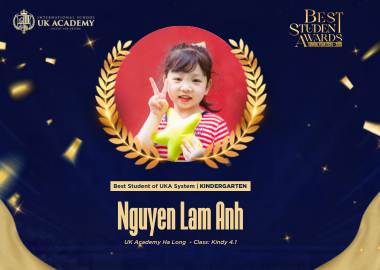 INTERNATIONAL SCHOOL
UK ACADEMY
BEST
STUDENT
AWARDS
Best Student of UKA System | KINDERGARTEN
Nguyen Lam Anh
UK Academy Ha Long - Class: Kindy 4.1